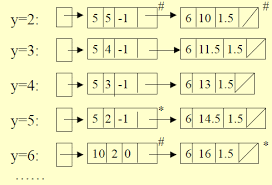 # #
y=2: 5 5 -1 6 10 1.5
y=3: 5 4 -1 6 11.5 1.5
y=4: 5 3 -1 6 13 1.5
* 
y=5: 5 2 -1 6 14.5 1.5
# *
y=6: 10 2 0 6 16 1.5
……